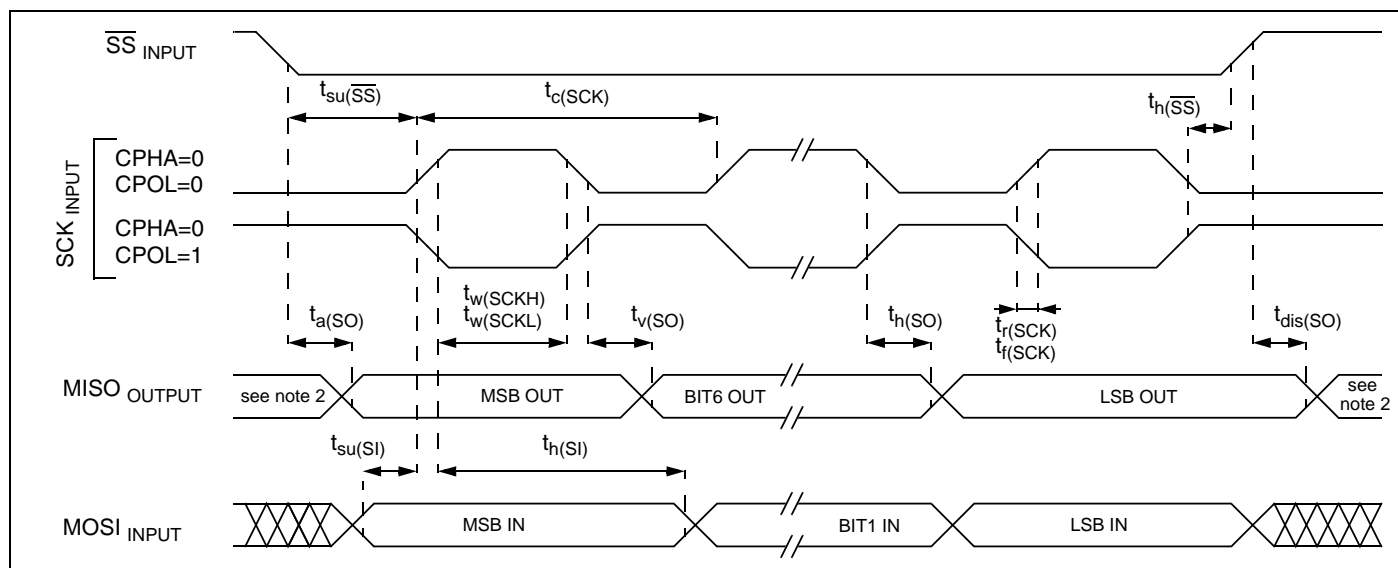 SS INPUT
tsu(SS)
tc(SCK)
th(SS)
SCK INPUT
CPHA=0
CPOL=0
CPHA=0
CPOL=1
ta(SO)
tw(SCKH)
tw(SCKL)
tv(SO)
th(SO)
tr(SCK)
tf(SCK)
tdis(SO)
MISO OUTPUT
see note 2
MSB OUT
BIT6 OUT
LSB OUT
see
note 2
tsu(SI)
th(SI)
MOSI INPUT
MSB IN
BIT1 IN
LSB IN